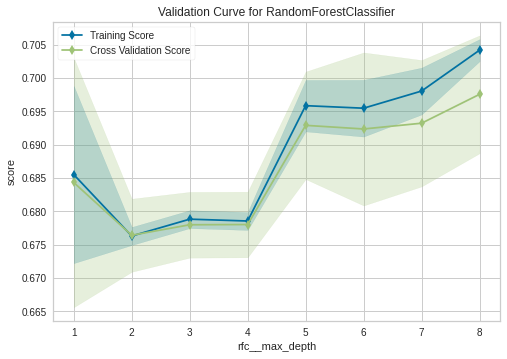 Validation Curve for RandomForestClassifier
Training Score
Cross Validation Score
0.705
0.700
0.695
0.690
0.685
0.680
0.675
0.670
0.665
score
1 2 3 4 5 6 7 8
rfc__max_depth